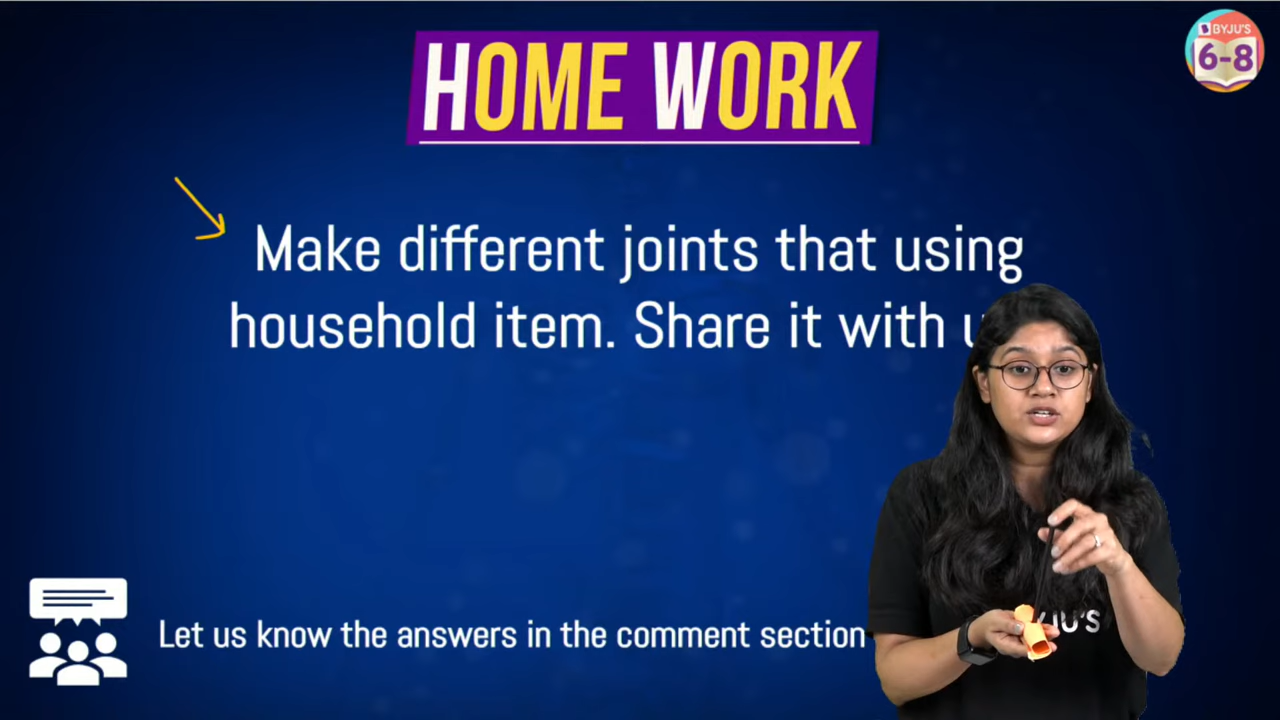 BYJU'S
6-8
HOME WORK
Make different joints that using
household item. Share it with
Let us know the answers in the comment section